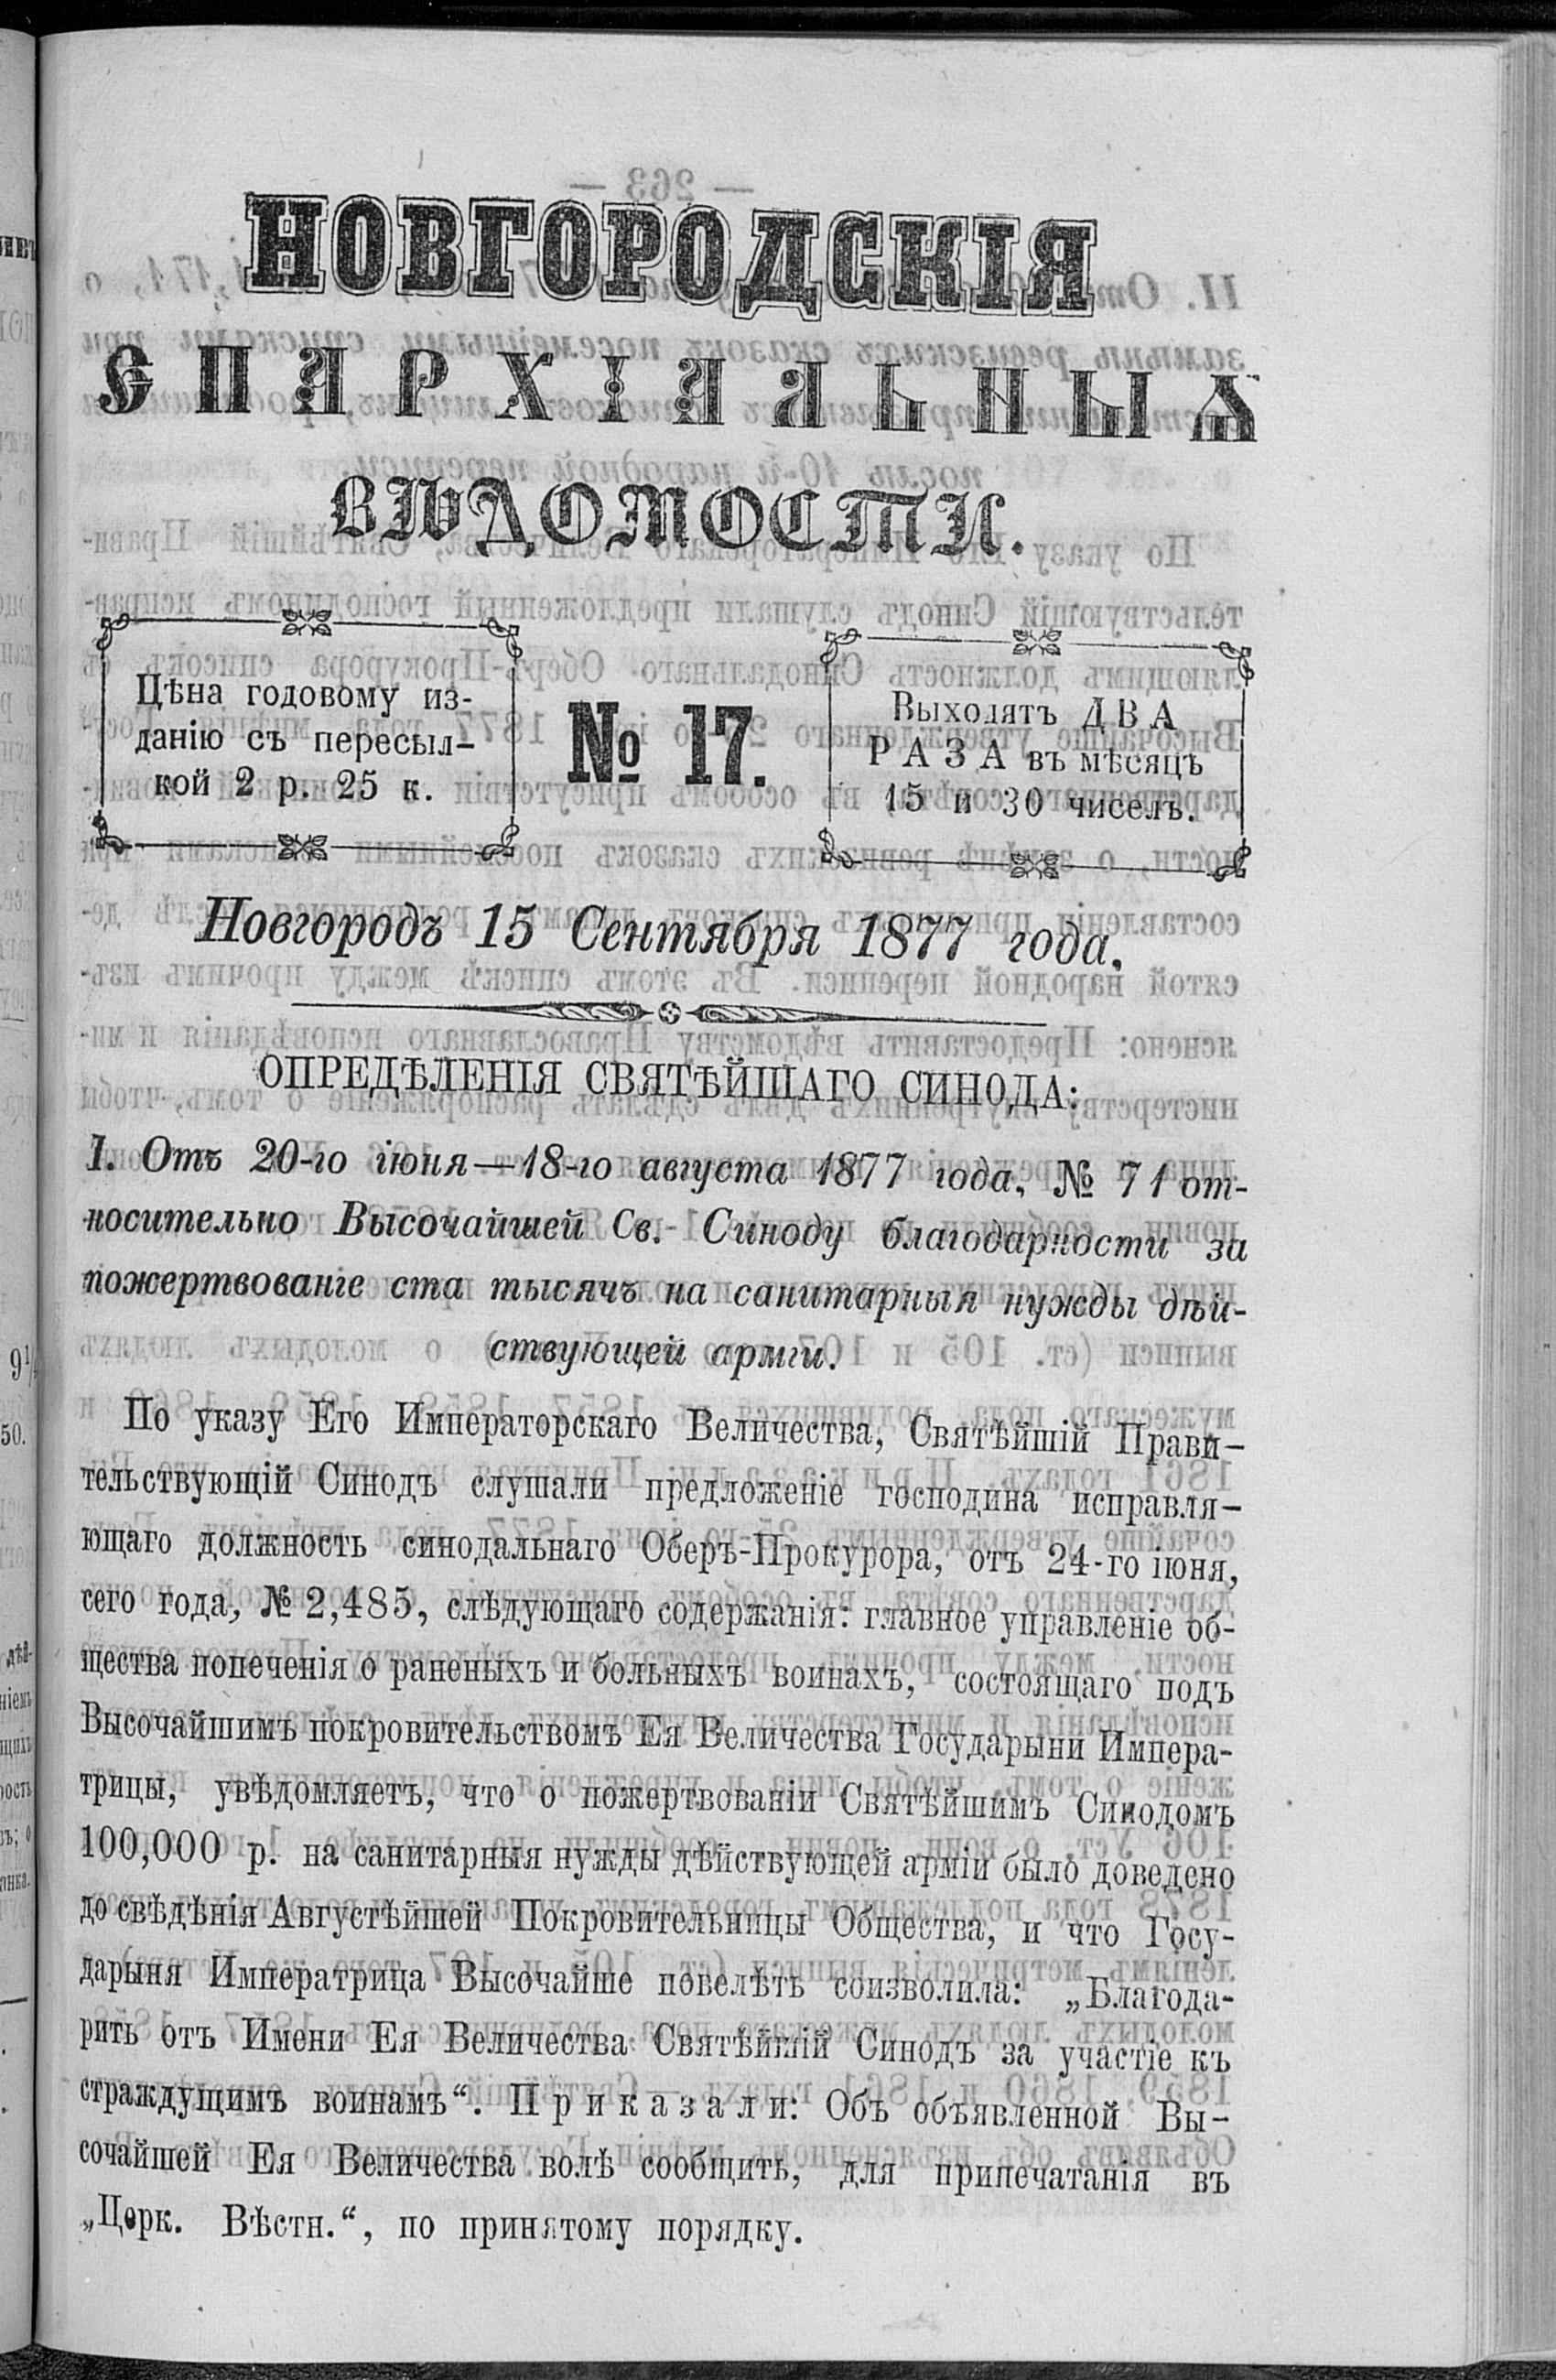 НОВГОРОДСКІЯ
ЄПАРХІАЛЬНЫѦ
ВѢДОМОСТИ.
Цѣна годовому из-
данію съ пересыл-
кой 2 р. 25 к.
№ 17.
Выходятъ ДВА
РАЗА въ мѣсяцъ
15 и 30 чиселъ.
Новгородъ 15 Сентября 1877 года.
ОПРЕДѢЛЕНІЯ СВЯТѢЙШАГО СИНОДА:
I. Отъ 20-го іюня—18-го августа 1877 года, № 71 от-
носительно Высочайшей Св. Синоду благодарности за
пожертвованіе ста тысячъ на санитарныя нужды дѣй-
ствующей арміи.
По указу Его Императорскаго Величества, Святѣйшій Прави-
тельствующій Синодъ слушали предложеніе господина исправля-
ющаго должность синодальнаго Оберъ-Прокурора, отъ 24-го іюня,
сего года, № 2,485, слѣдующаго содержанія: главное управленіе об-
щества попеченія о раненыхъ и больныхъ воинахъ, состоящаго подъ
Высочайшимъ покровительствомъ Ея Величества Государыни Импера-
трицы, увѣдомляетъ, что о пожертвованіи Святѣйшимъ Синодомъ
100,000 р. на санитарныя нужды дѣйствующей арміи было доведено
до свѣдѣнія Августѣйшей Покровительницы Общества, и что Госу-
дарыня Императрица Высочайше повелѣть соизволила: „Благода-
рить отъ Имени Ея Величества Святѣйшій Синодъ за участіе къ
страждущимъ воинамъ“. Приказали: Объ объявленной Вы-
сочайшей Ея Величества волѣ сообщить, для припечатанія въ
„Церк. Вѣстн.“, по принятому порядку.